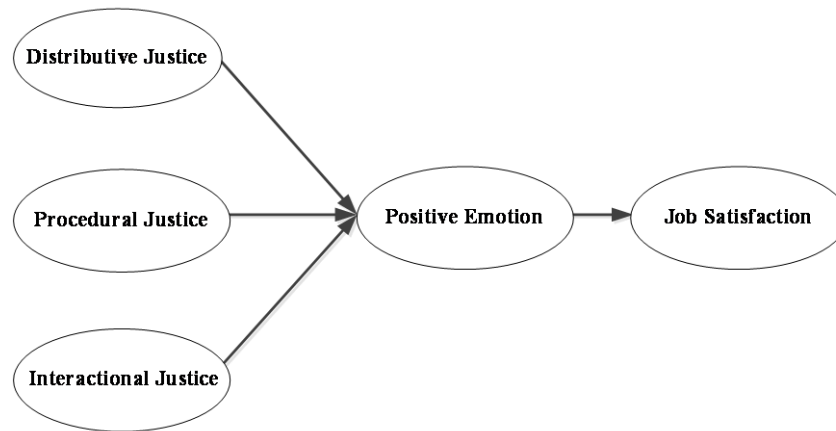 Distributive Justice
Procedural Justice
Positive Emotion
Job Satisfaction
Interactional Justice